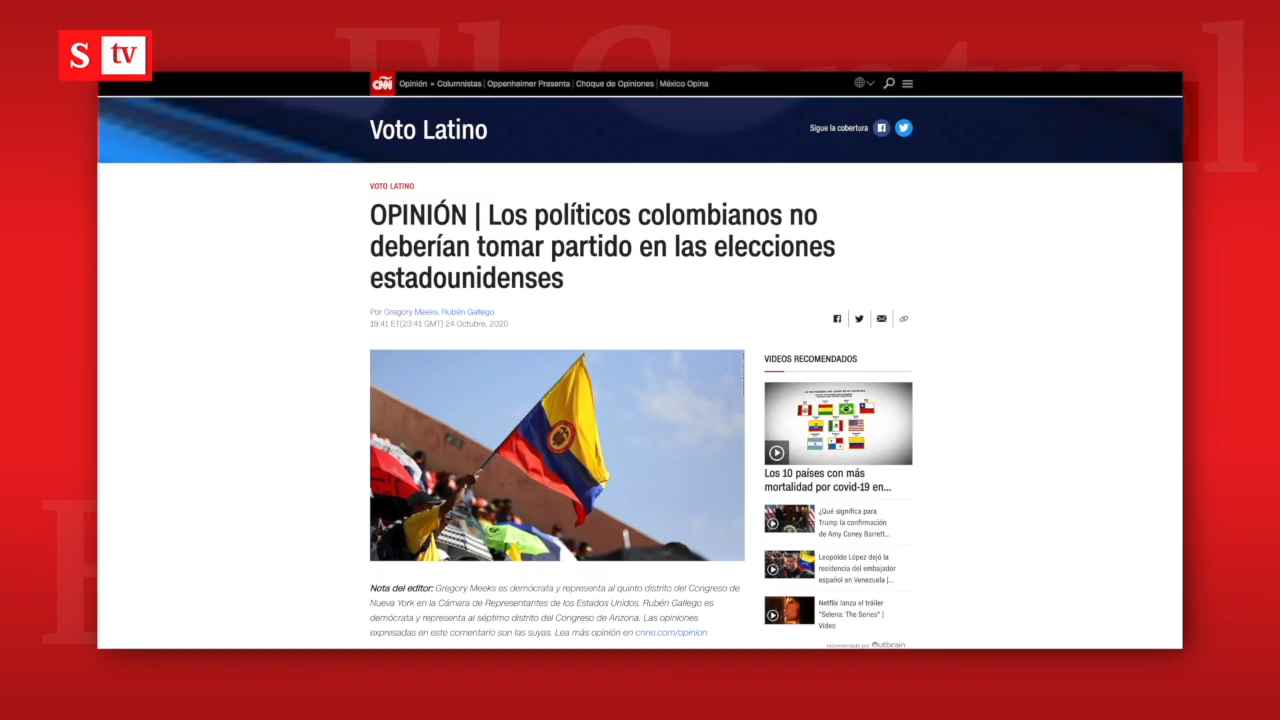 S tv
El Control
CNN Opinión » Columnistas | Oppenheimer Presenta | Choque de Opiniones | México Opina
Voto Latino
Sigue la cobertura
VOTO LATINO
OPINIÓN | Los políticos colombianos no
deberían tomar partido en las elecciones
estadounidenses
Por Gregory Meeks, Rubén Gallego
19:41 ET(23:41 GMT) 24 Octubre, 2020
Nota del editor: Gregory Meeks es demócrata y representa al quinto distrito del Congreso de
Nueva York en la Cámara de Representantes de los Estados Unidos. Rubén Gallego es
demócrata y representa al séptimo distrito del Congreso de Arizona. Las opiniones
expresadas en este comentario son las suyas. Lea más opinión en cnne.com/opinion
VIDEOS RECOMENDADOS
Los 10 países con más
mortalidad por covid-19 en...
¿Qué significa para
Trump la confirmación
de Amy Coney Barrett...
Leopoldo López dejó la
residencia del embajador
español en Venezuela |...
Netflix lanza el tráiler
"Selena: The Series" |
Video
recomendado por Outbrain